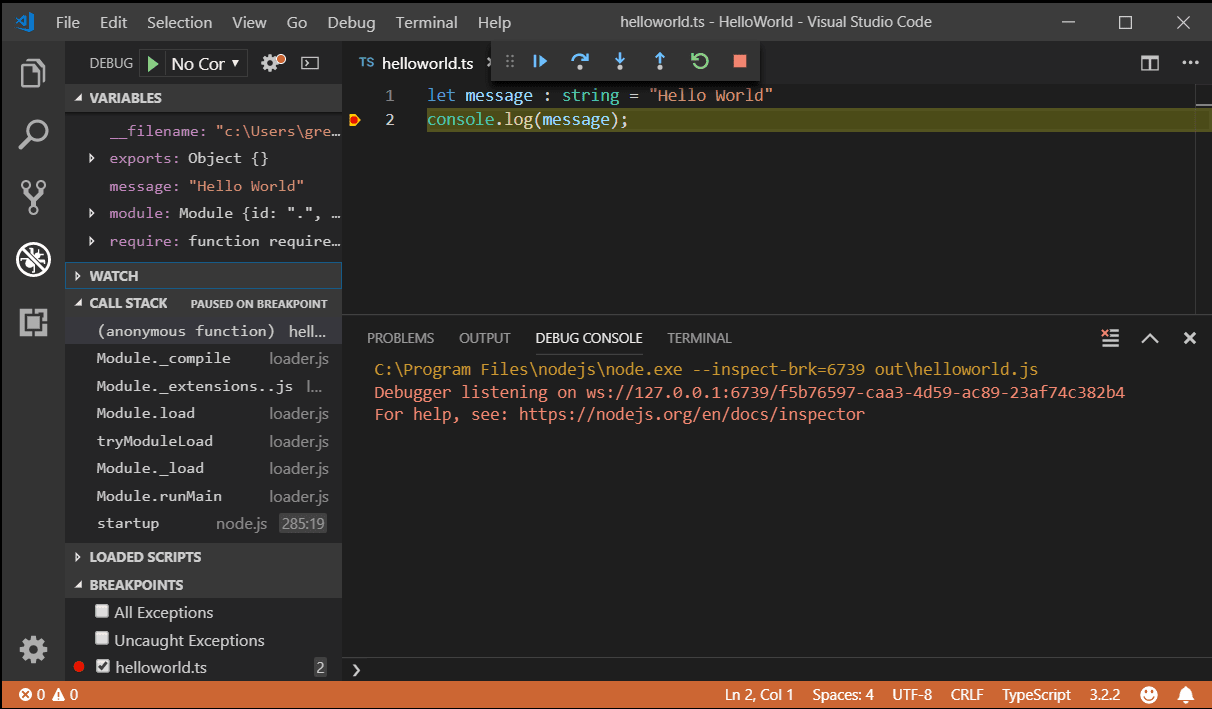 File Edit Selection View Go Debug Terminal Help helloworld.ts - HelloWorld - Visual Studio Code
DEBUG No Cor
TS helloworld.ts
VARIABLES
__filename: "c:\Users\gre…
exports: Object {}
message: "Hello World"
module: Module {id: ".", …
require: function require…
WATCH
CALL STACK PAUSED ON BREAKPOINT
(anonymous function) hell...
Module._compile loader.js
Module._extensions..js l...
Module.load loader.js
tryModuleLoad loader.js
Module._load loader.js
Module.runMain loader.js
startup node.js 285:19
LOADED SCRIPTS
BREAKPOINTS
All Exceptions
Uncaught Exceptions
helloworld.ts 2
1 let message : string = "Hello World"
2 console.log(message);
PROBLEMS OUTPUT DEBUG CONSOLE TERMINAL
C:\Program Files\nodejs\node.exe --inspect-brk=6739 out\helloworld.js
Debugger listening on ws://127.0.0.1:6739/f5b76597-caa3-4d59-ac89-23af74c382b4
For help, see: https://nodejs.org/en/docs/inspector
0 0 Ln 2, Col 1 Spaces: 4 UTF-8 CRLF TypeScript 3.2.2